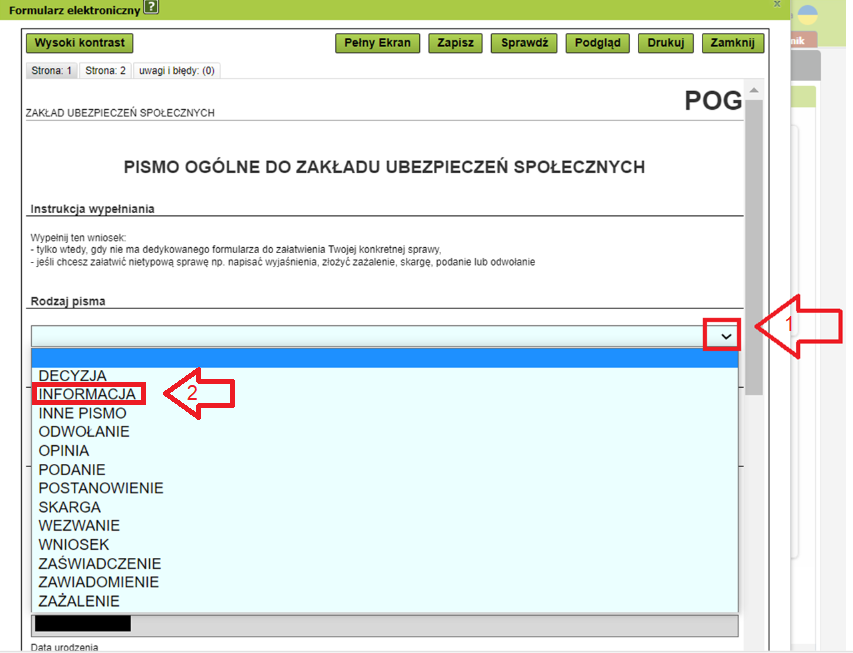 Formularz elektroniczny ?
x
Wysoki kontrast Pełny Ekran Zapisz Sprawdź Podgląd Drukuj Zamknij
nik
Strona: 1 Strona: 2 uwagi i błędy: (0)
POG
ZAKŁAD UBEZPIECZEŃ SPOŁECZNYCH
PISMO OGÓLNE DO ZAKŁADU UBEZPIECZEŃ SPOŁECZNYCH
Instrukcja wypełniania
Wypełnij ten wniosek:
- tylko wtedy, gdy nie ma dedykowanego formularza do załatwienia Twojej konkretnej sprawy,
- jeśli chcesz załatwić nietypową sprawę np. napisać wyjaśnienia, złożyć zażalenie, skargę, podanie lub odwołanie
Rodzaj pisma
1
DECYZJA
INFORMACJA
2
INNE PISMO
ODWOŁANIE
OPINIA
PODANIE
POSTANOWIENIE
SKARGA
WEZWANIE
WNIOSEK
ZAŚWIADCZENIE
ZAWIADOMIENIE
ZAŻALENIE
Data urodzenia